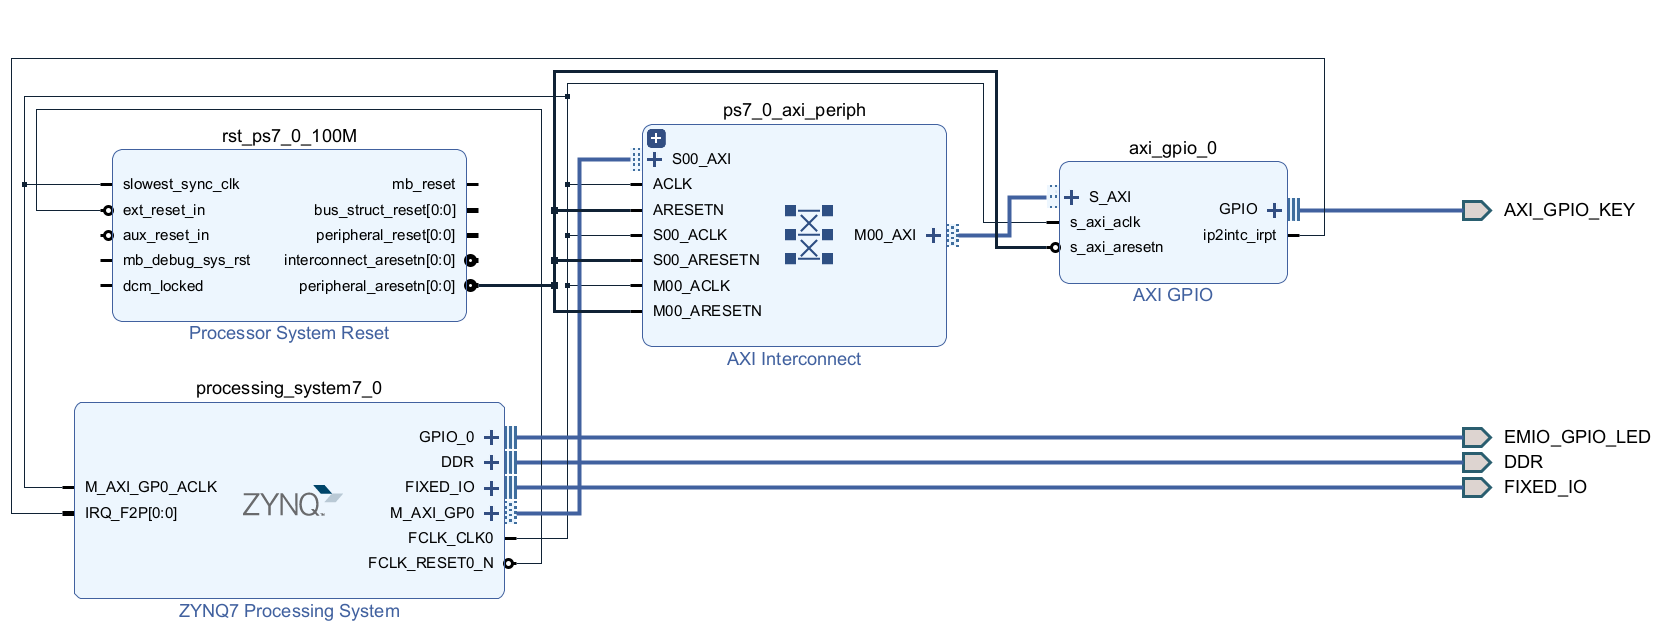 rst_ps7_0_100M
slowest_sync_clk
ext_reset_in
aux_reset_in
mb_debug_sys_rst
dcm_locked
mb_reset
bus_struct_reset[0:0]
peripheral_reset[0:0]
interconnect_aresetn[0:0]
peripheral_aresetn[0:0]
Processor System Reset
ps7_0_axi_periph
S00_AXI
ACLK
ARESETN
S00_ACLK
S00_ARESETN
M00_ACLK
M00_ARESETN
M00_AXI
AXI Interconnect
axi_gpio_0
S_AXI
s_axi_aclk
s_axi_aresetn
GPIO
ip2intc_irpt
AXI GPIO
AXI_GPIO_KEY
processing_system7_0
M_AXI_GP0_ACLK
IRQ_F2P[0:0]
ZYNQ
GPIO_0
DDR
FIXED_IO
M_AXI_GP0
FCLK_CLK0
FCLK_RESET0_N
ZYNQ7 Processing System
EMIO_GPIO_LED
DDR
FIXED_IO